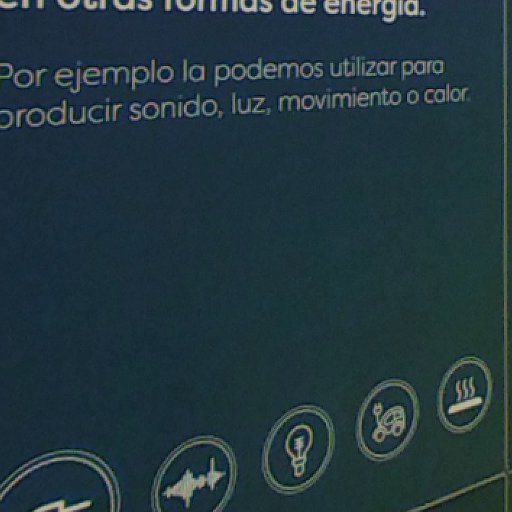 en otras formas de energía.
Por ejemplo la podemos utilizar para
producir sonido, luz, movimiento o calor.